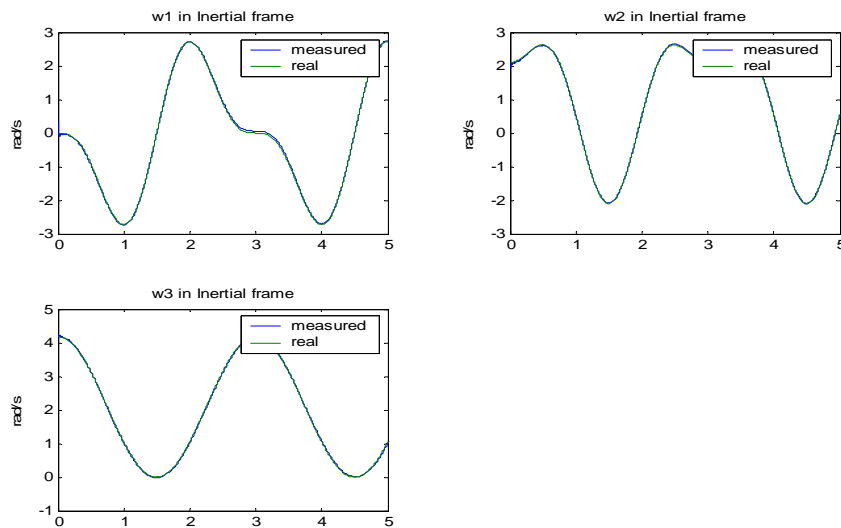 w1 in Inertial frame
3
2
1
0
-1
-2
-3
rad/s
measured
real
0 1 2 3 4 5
w2 in Inertial frame
3
2
1
0
-1
-2
-3
rad/s
measured
real
0 1 2 3 4 5
w3 in Inertial frame
5
4
3
2
1
0
-1
rad/s
measured
real
0 1 2 3 4 5